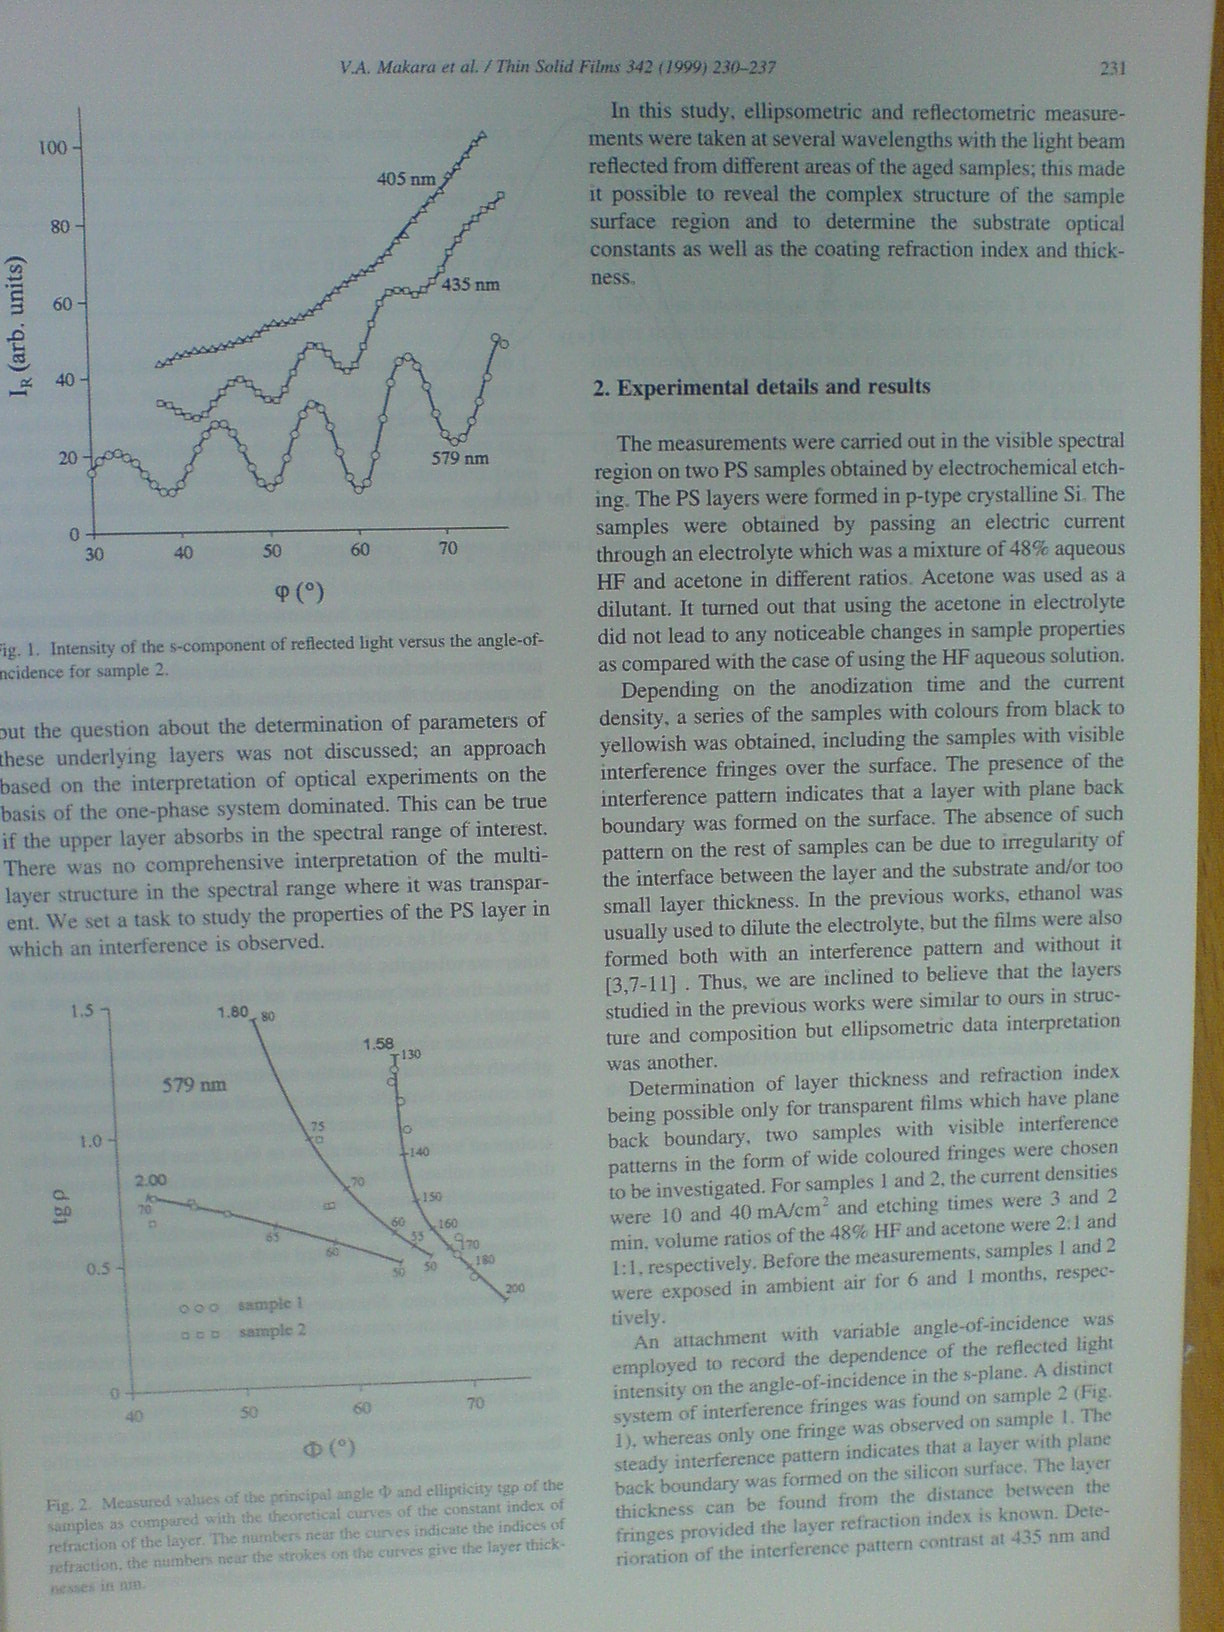 V.A. Makara et al. / Thin Solid Films 342 (1999) 230–237
231
100
80
60
40
20
0
I_R (arb. units)
405 nm
435 nm
579 nm
30 40 50 60 70
φ (°)
Fig. 1. Intensity of the s-component of reflected light versus the angle-of-
incidence for sample 2.
but the question about the determination of parameters of
these underlying layers was not discussed; an approach
based on the interpretation of optical experiments on the
basis of the one-phase system dominated. This can be true
if the upper layer absorbs in the spectral range of interest.
There was no comprehensive interpretation of the multi-
layer structure in the spectral range where it was transpar-
ent. We set a task to study the properties of the PS layer in
which an interference is observed.
1.5
1.0
0.5
0
tgρ
579 nm
1.80
80
75
70
60
55
50
1.58
130
140
150
160
170
180
200
2.00
70
65
60
50
sample 1
sample 2
40 50 60 70
Φ (°)
Fig. 2. Measured values of the principal angle Φ and ellipticity tgρ of the
samples as compared with the theoretical curves of the constant index of
refraction of the layer. The numbers near the curves indicate the indices of
refraction, the numbers near the strokes on the curves give the layer thick-
nesses in nm.
In this study, ellipsometric and reflectometric measure-
ments were taken at several wavelengths with the light beam
reflected from different areas of the aged samples; this made
it possible to reveal the complex structure of the sample
surface region and to determine the substrate optical
constants as well as the coating refraction index and thick-
ness.
2. Experimental details and results
The measurements were carried out in the visible spectral
region on two PS samples obtained by electrochemical etch-
ing. The PS layers were formed in p-type crystalline Si. The
samples were obtained by passing an electric current
through an electrolyte which was a mixture of 48% aqueous
HF and acetone in different ratios. Acetone was used as a
dilutant. It turned out that using the acetone in electrolyte
did not lead to any noticeable changes in sample properties
as compared with the case of using the HF aqueous solution.
Depending on the anodization time and the current
density, a series of the samples with colours from black to
yellowish was obtained, including the samples with visible
interference fringes over the surface. The presence of the
interference pattern indicates that a layer with plane back
boundary was formed on the surface. The absence of such
pattern on the rest of samples can be due to irregularity of
the interface between the layer and the substrate and/or too
small layer thickness. In the previous works, ethanol was
usually used to dilute the electrolyte, but the films were also
formed both with an interference pattern and without it
[3,7-11] . Thus, we are inclined to believe that the layers
studied in the previous works were similar to ours in struc-
ture and composition but ellipsometric data interpretation
was another.
Determination of layer thickness and refraction index
being possible only for transparent films which have plane
back boundary, two samples with visible interference
patterns in the form of wide coloured fringes were chosen
to be investigated. For samples 1 and 2, the current densities
were 10 and 40 mA/cm² and etching times were 3 and 2
min, volume ratios of the 48% HF and acetone were 2:1 and
1:1, respectively. Before the measurements, samples 1 and 2
were exposed in ambient air for 6 and 1 months, respec-
tively.
An attachment with variable angle-of-incidence was
employed to record the dependence of the reflected light
intensity on the angle-of-incidence in the s-plane. A distinct
system of interference fringes was found on sample 2 (Fig.
1), whereas only one fringe was observed on sample 1. The
steady interference pattern indicates that a layer with plane
back boundary was formed on the silicon surface. The layer
thickness can be found from the distance between the
fringes provided the layer refraction index is known. Dete-
rioration of the interference pattern contrast at 435 nm and